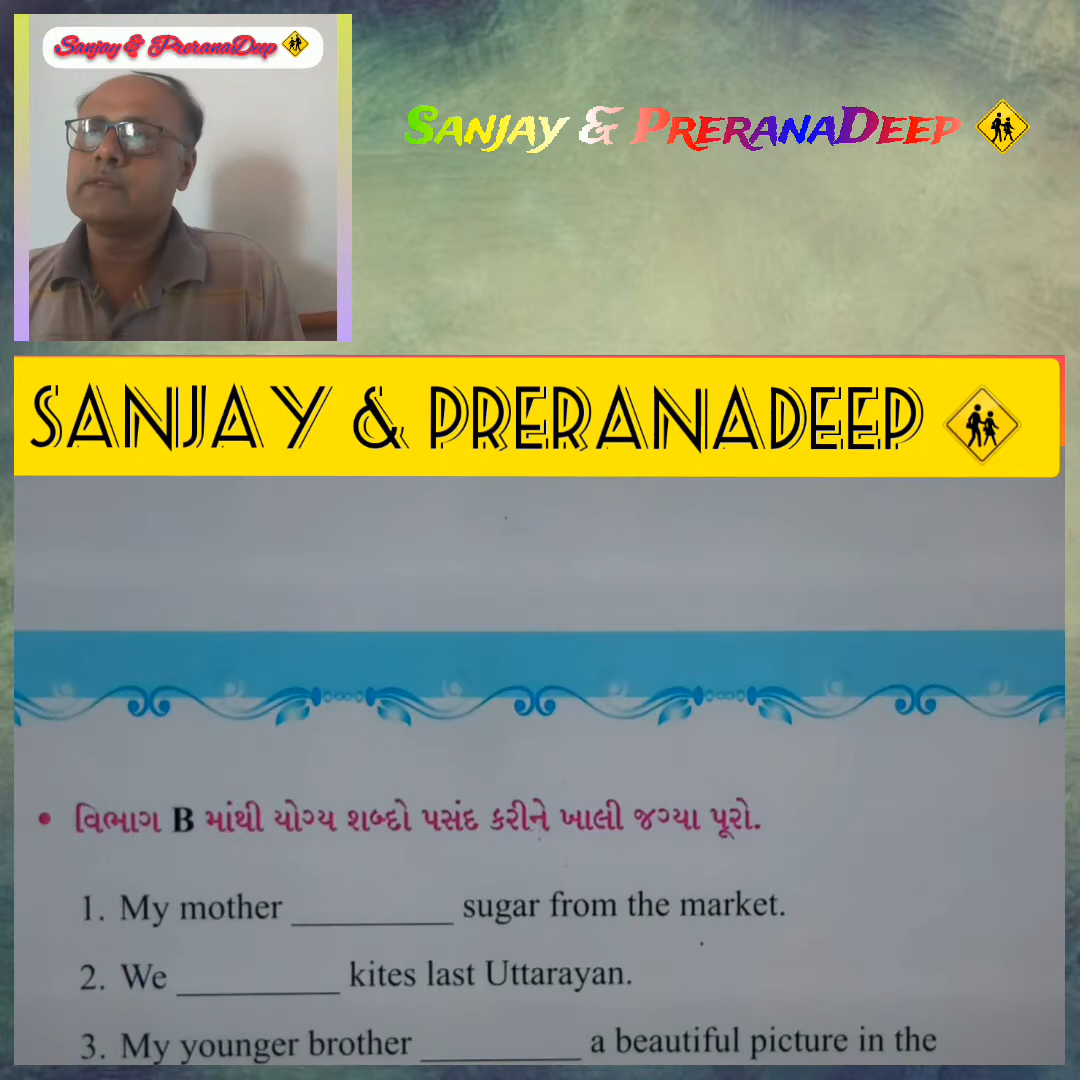 Sanjay & PreranaDeep
Sanjay & PreranaDeep
SANJAY & PRERANADEEP
• વિભાગ B માંથી યોગ્ય શબ્દો પસંદ કરીને ખાલી જગ્યા પૂરો.
1. My mother __________ sugar from the market.
2. We __________ kites last Uttarayan.
3. My younger brother __________ a beautiful picture in the